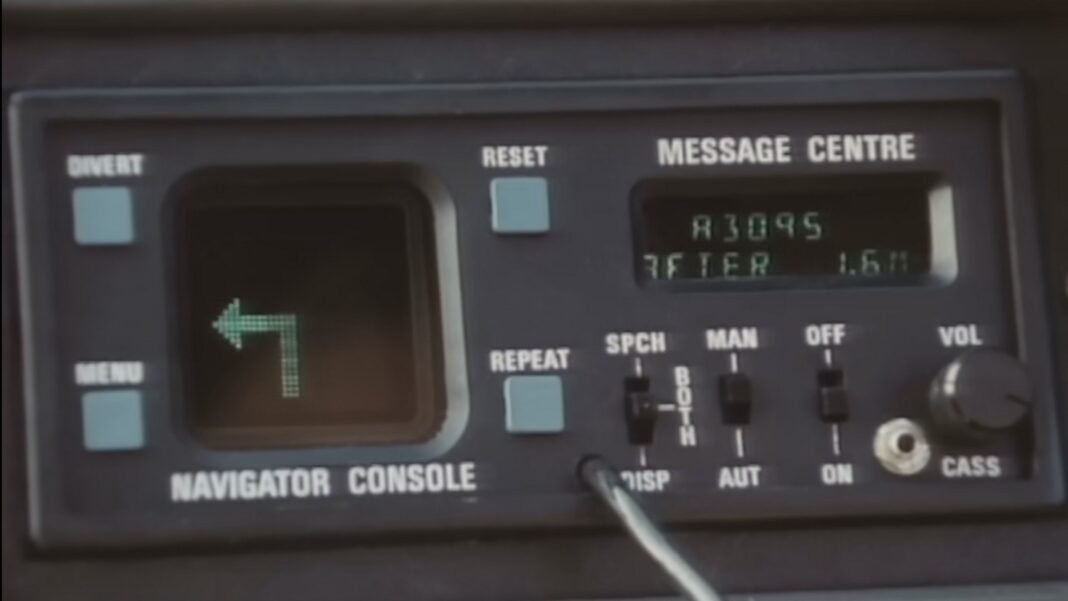 DIVERT
RESET
MESSAGE CENTRE
A3095
AFTER 1.6M
MENU
REPEAT
SPCH
BOTH
DISP
MAN
AUT
OFF
ON
VOL
CASS
NAVIGATOR CONSOLE